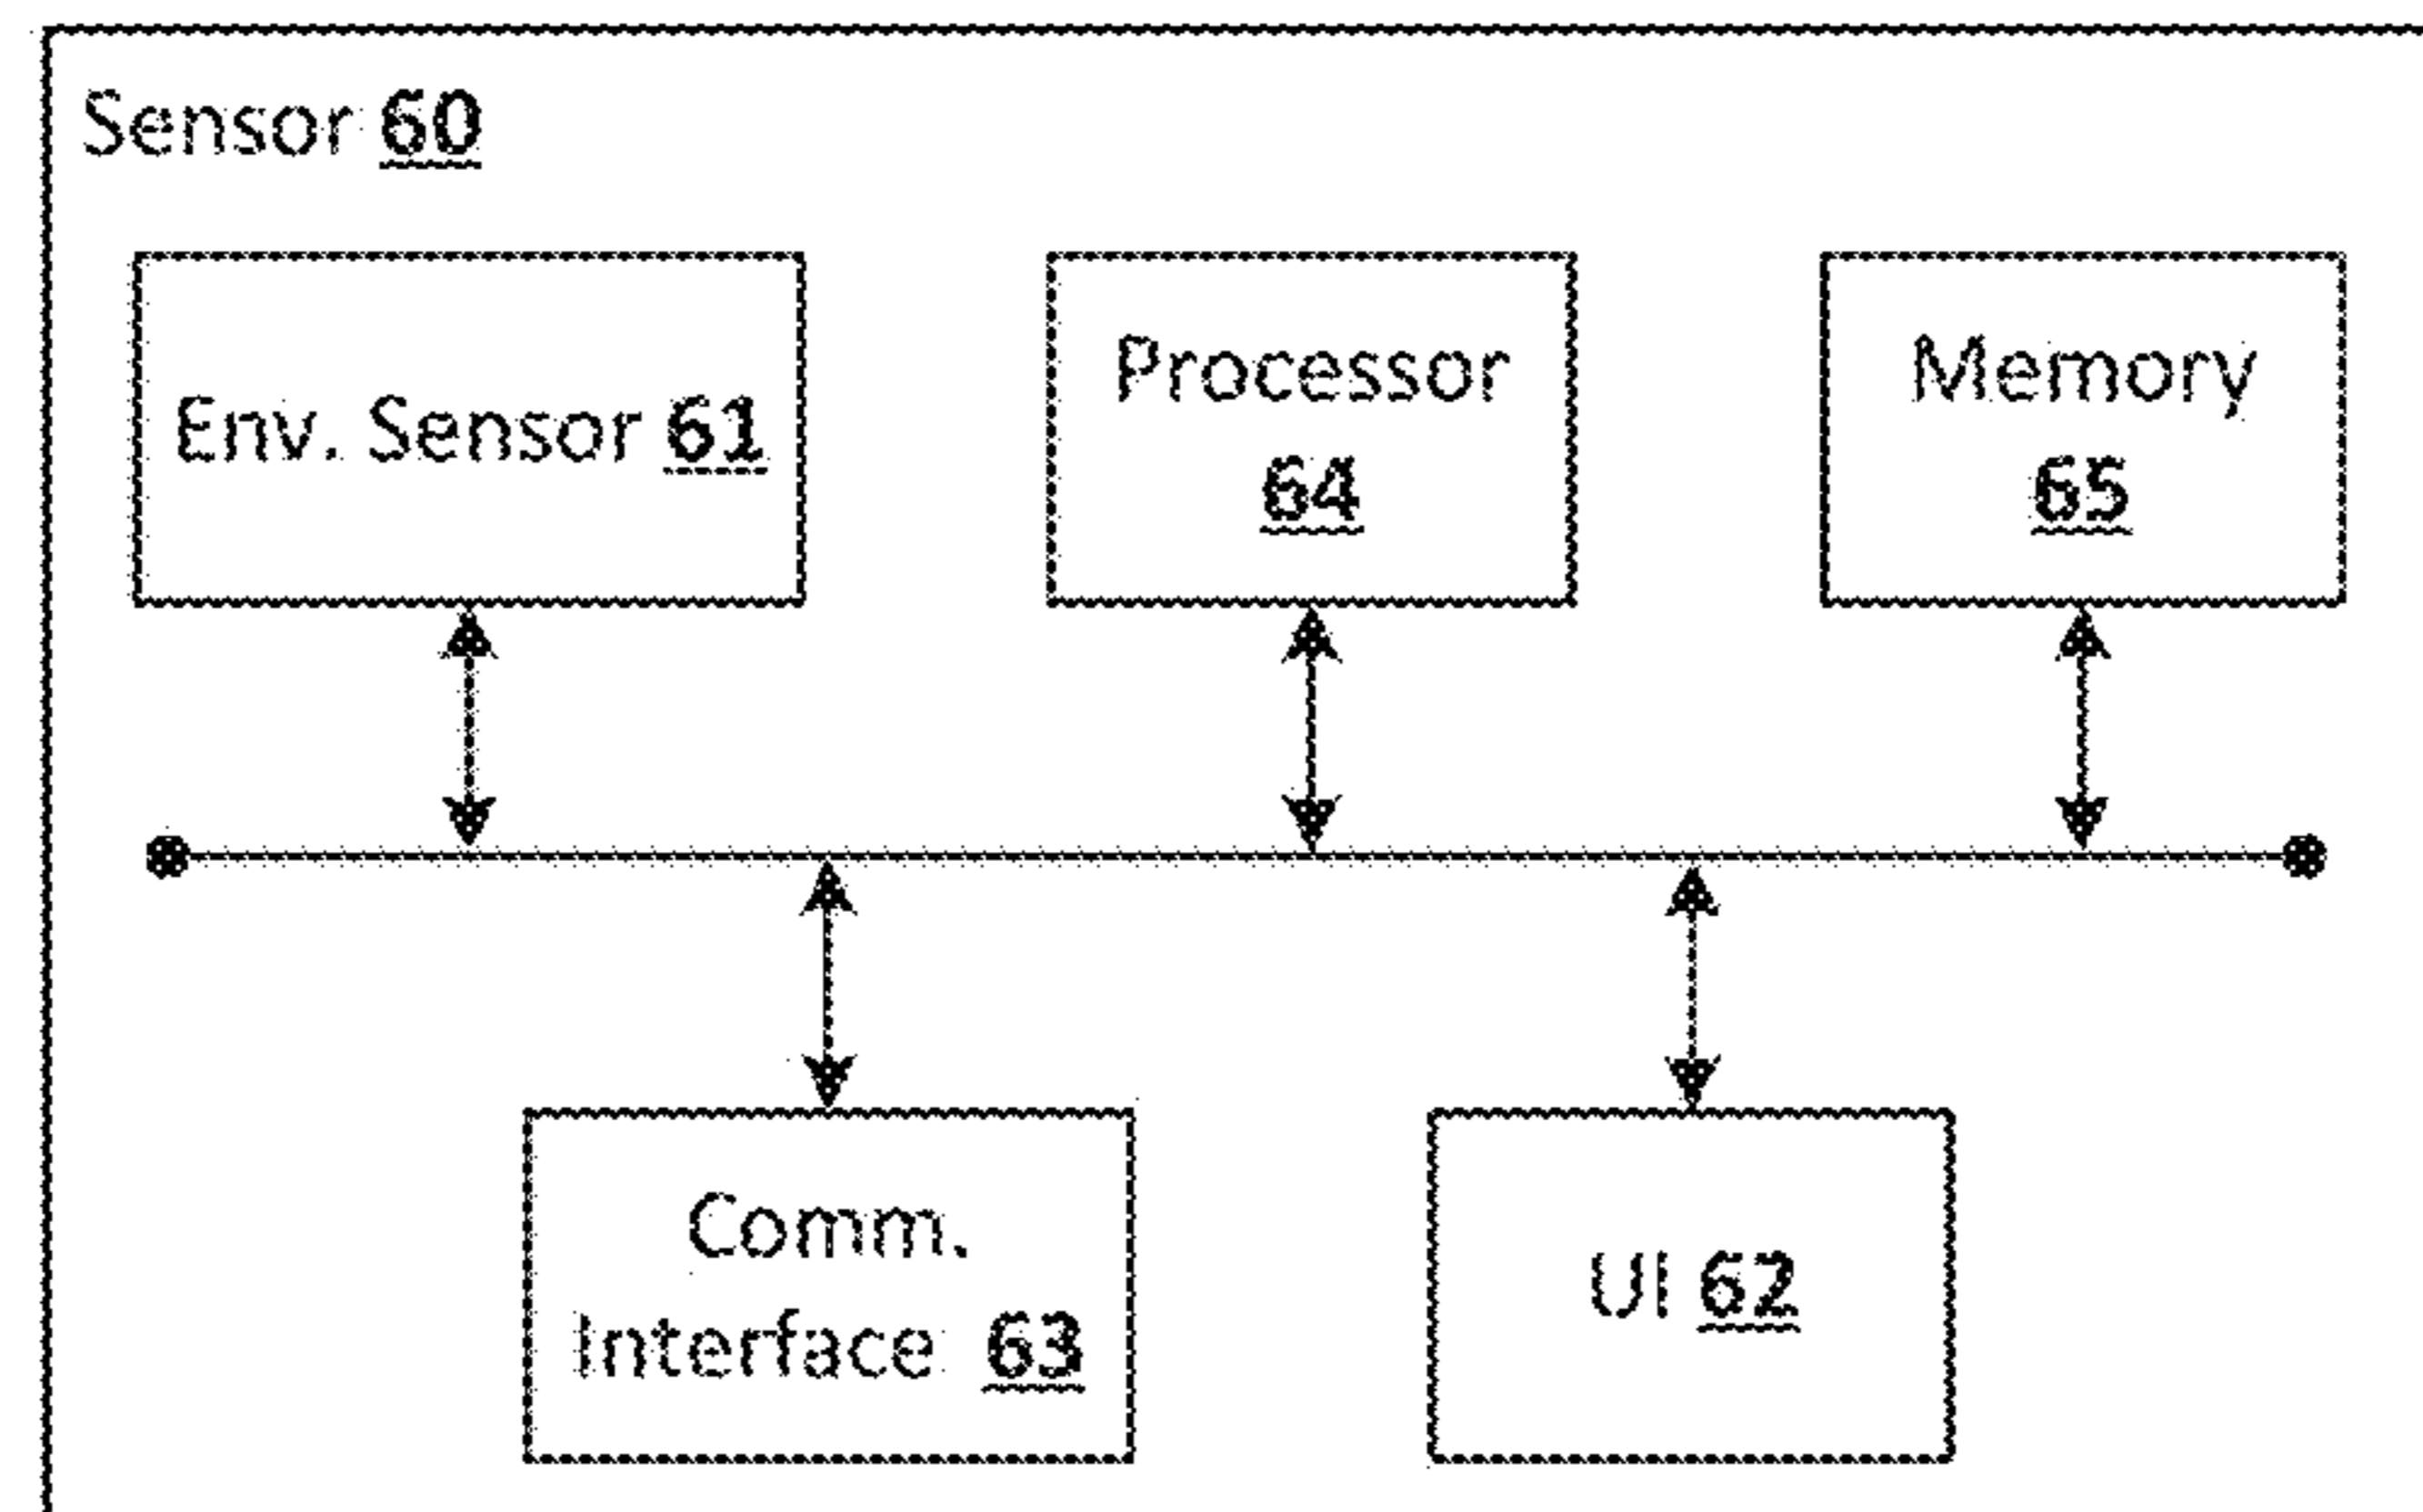 Sensor 60
Env. Sensor 61
Processor
64
Memory
65
Comm.
Interface 63
UI 62